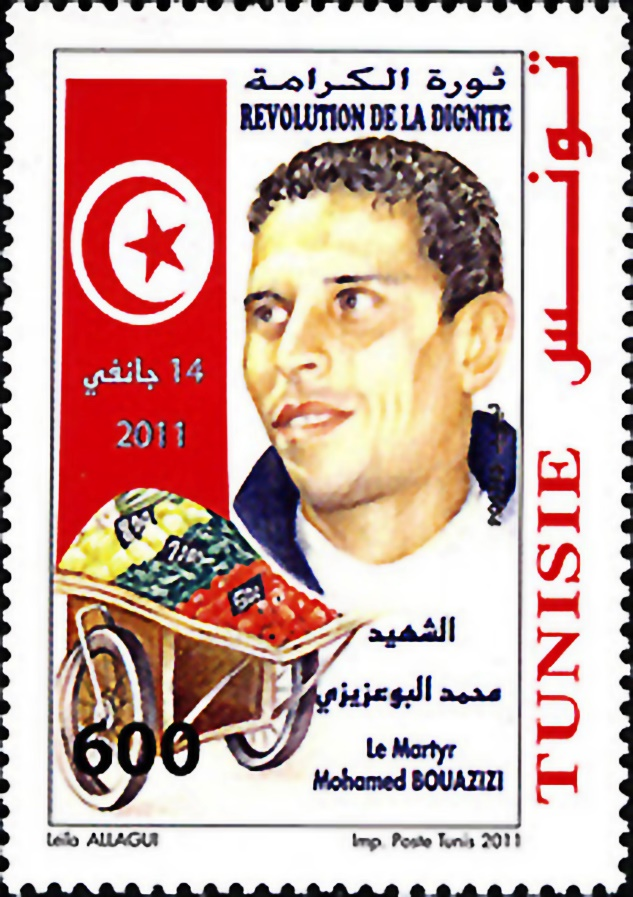 ثورة الكرامة
REVOLUTION DE LA DIGNITE
تونس
TUNISIE
14 جانفي
2011
600
الشهيد
محمد البوعزيزي
Le Martyr
Mohamed BOUAZIZI
Leila ALLAGUI
Imp. Poste Tunis 2011